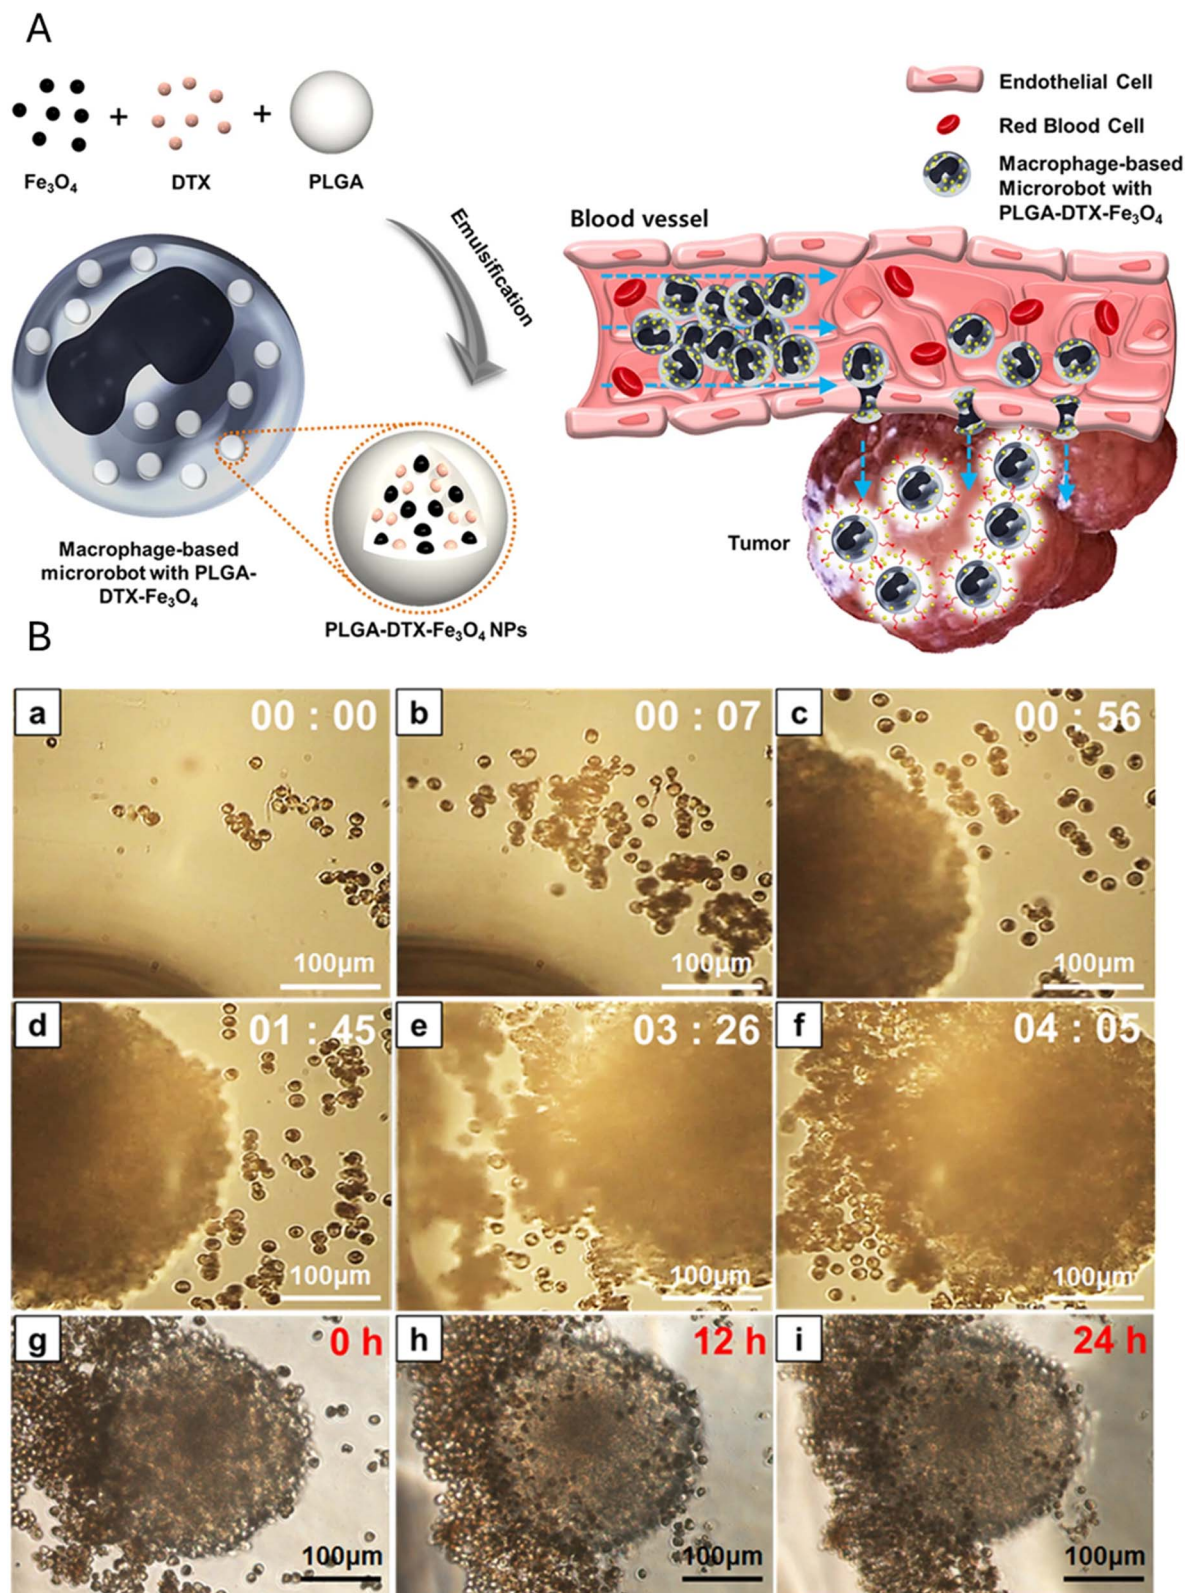 A
+
+
Fe₃O₄
DTX
PLGA
Emulsification
Macrophage-based
microrobot with PLGA-
DTX-Fe₃O₄
PLGA-DTX-Fe₃O₄ NPs
Endothelial Cell
Red Blood Cell
Macrophage-based
Microrobot with
PLGA-DTX-Fe₃O₄
Blood vessel
Tumor
B
a
00 : 00
100µm
b
00 : 07
100µm
c
00 : 56
100µm
d
01 : 45
100µm
e
03 : 26
100µm
f
04 : 05
100µm
g
0 h
100µm
h
12 h
100µm
i
24 h
100µm